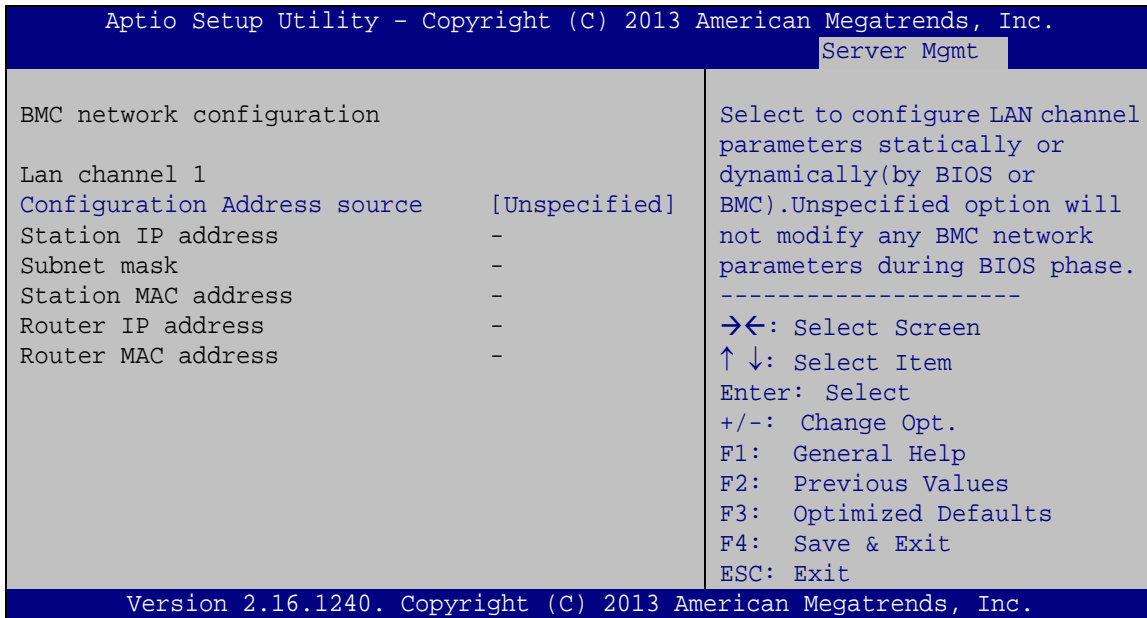 Aptio Setup Utility – Copyright (C) 2013 American Megatrends, Inc.
Server Mgmt
BMC network configuration
Lan channel 1
Configuration Address source [Unspecified]
Station IP address -
Subnet mask -
Station MAC address -
Router IP address -
Router MAC address -
Select to configure LAN channel
parameters statically or
dynamically(by BIOS or
BMC).Unspecified option will
not modify any BMC network
parameters during BIOS phase.
---------------------
→←: Select Screen
↑ ↓: Select Item
Enter: Select
+/-: Change Opt.
F1: General Help
F2: Previous Values
F3: Optimized Defaults
F4: Save & Exit
ESC: Exit
Version 2.16.1240. Copyright (C) 2013 American Megatrends, Inc.